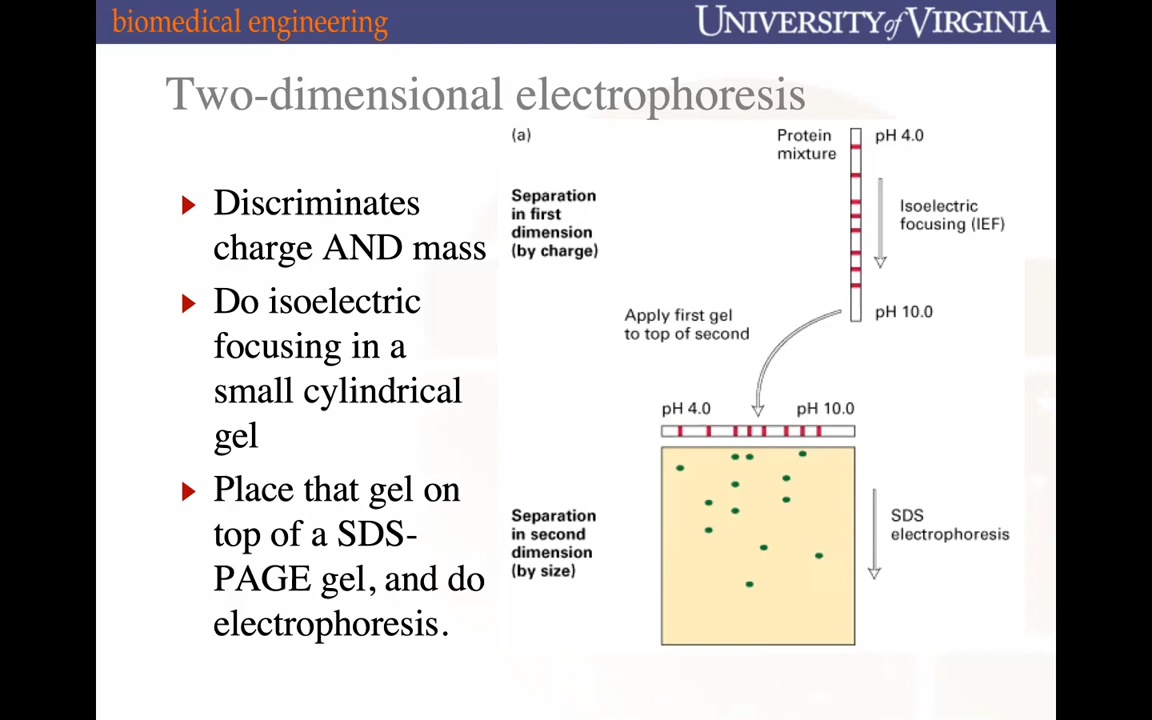 biomedical engineering
UNIVERSITY of VIRGINIA
Two-dimensional electrophoresis
Discriminates
charge AND mass
Do isoelectric
focusing in a
small cylindrical
gel
Place that gel on
top of a SDS-
PAGE gel, and do
electrophoresis.
(a)
Protein
mixture
pH 4.0
Separation
in first
dimension
(by charge)
Isoelectric
focusing (IEF)
pH 10.0
Apply first gel
to top of second
pH 4.0
pH 10.0
Separation
in second
dimension
(by size)
SDS
electrophoresis